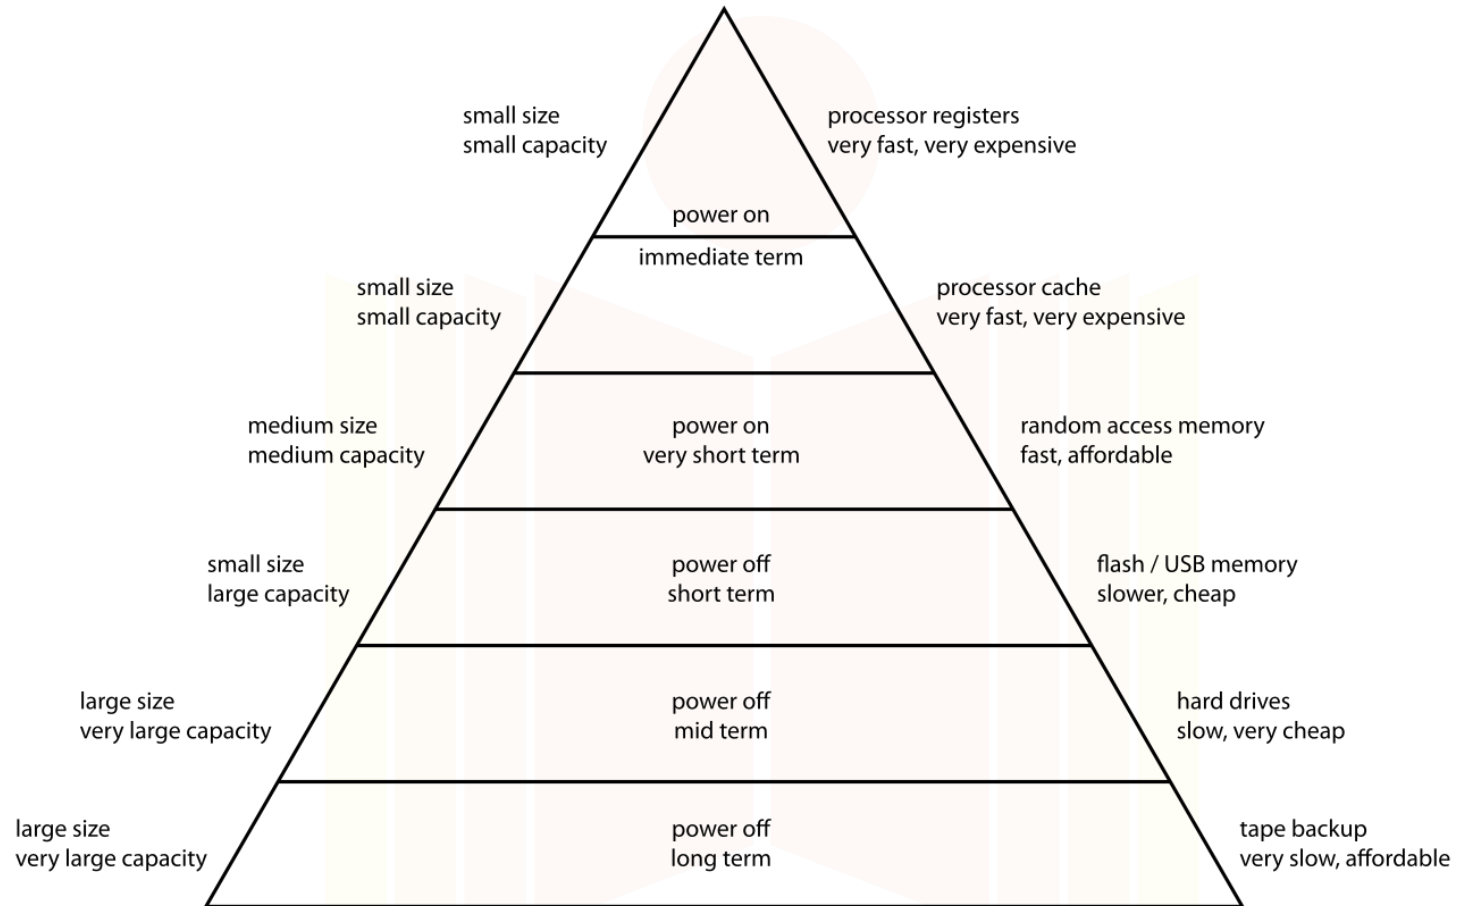 small size
small capacity
processor registers
very fast, very expensive
power on
immediate term
small size
small capacity
processor cache
very fast, very expensive
medium size
medium capacity
power on
very short term
random access memory
fast, affordable
small size
large capacity
power off
short term
flash / USB memory
slower, cheap
large size
very large capacity
power off
mid term
hard drives
slow, very cheap
large size
very large capacity
power off
long term
tape backup
very slow, affordable